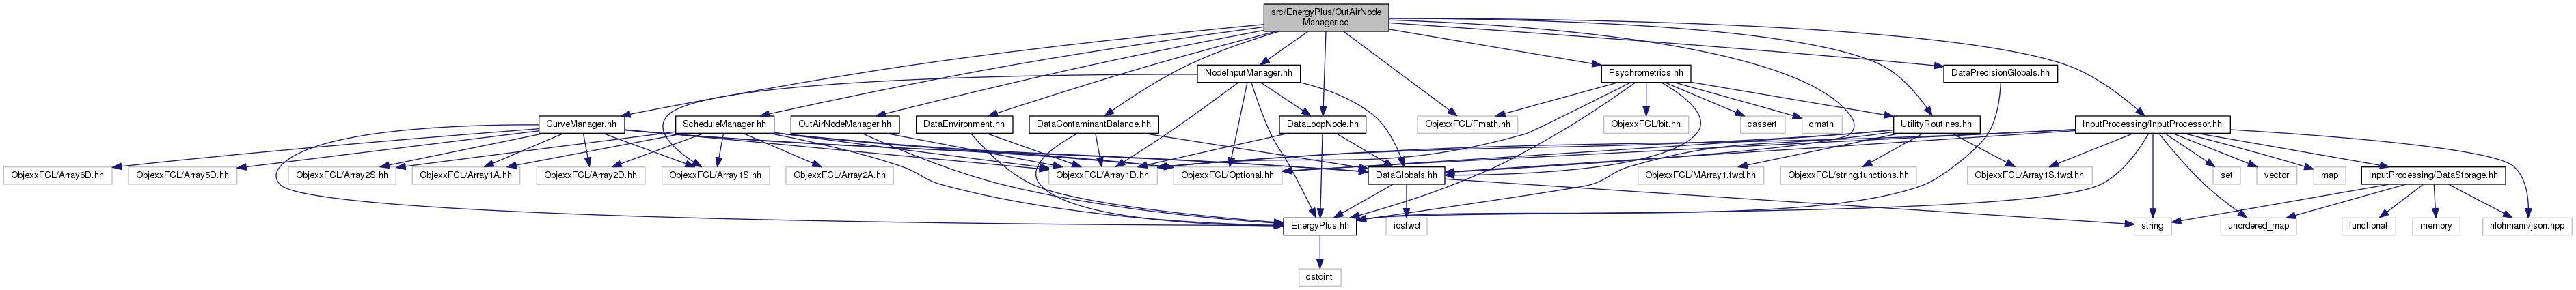 src/EnergyPlus/OutAirNode
Manager.cc
NodeInputManager.hh
Psychrometrics.hh
DataPrecisionGlobals.hh
CurveManager.hh
ScheduleManager.hh
OutAirNodeManager.hh
DataEnvironment.hh
DataContaminantBalance.hh
DataLoopNode.hh
ObjexxFCL/Fmath.hh
ObjexxFCL/bit.hh
cassert
cmath
UtilityRoutines.hh
InputProcessing/InputProcessor.hh
ObjexxFCL/Array6D.hh
ObjexxFCL/Array5D.hh
ObjexxFCL/Array2S.hh
ObjexxFCL/Array1A.hh
ObjexxFCL/Array2D.hh
ObjexxFCL/Array1S.hh
ObjexxFCL/Array2A.hh
ObjexxFCL/Array1D.hh
ObjexxFCL/Optional.hh
DataGlobals.hh
ObjexxFCL/MArray1.fwd.hh
ObjexxFCL/string.functions.hh
ObjexxFCL/Array1S.fwd.hh
set
vector
map
InputProcessing/DataStorage.hh
EnergyPlus.hh
iosfwd
string
unordered_map
functional
memory
nlohmann/json.hpp
cstdint